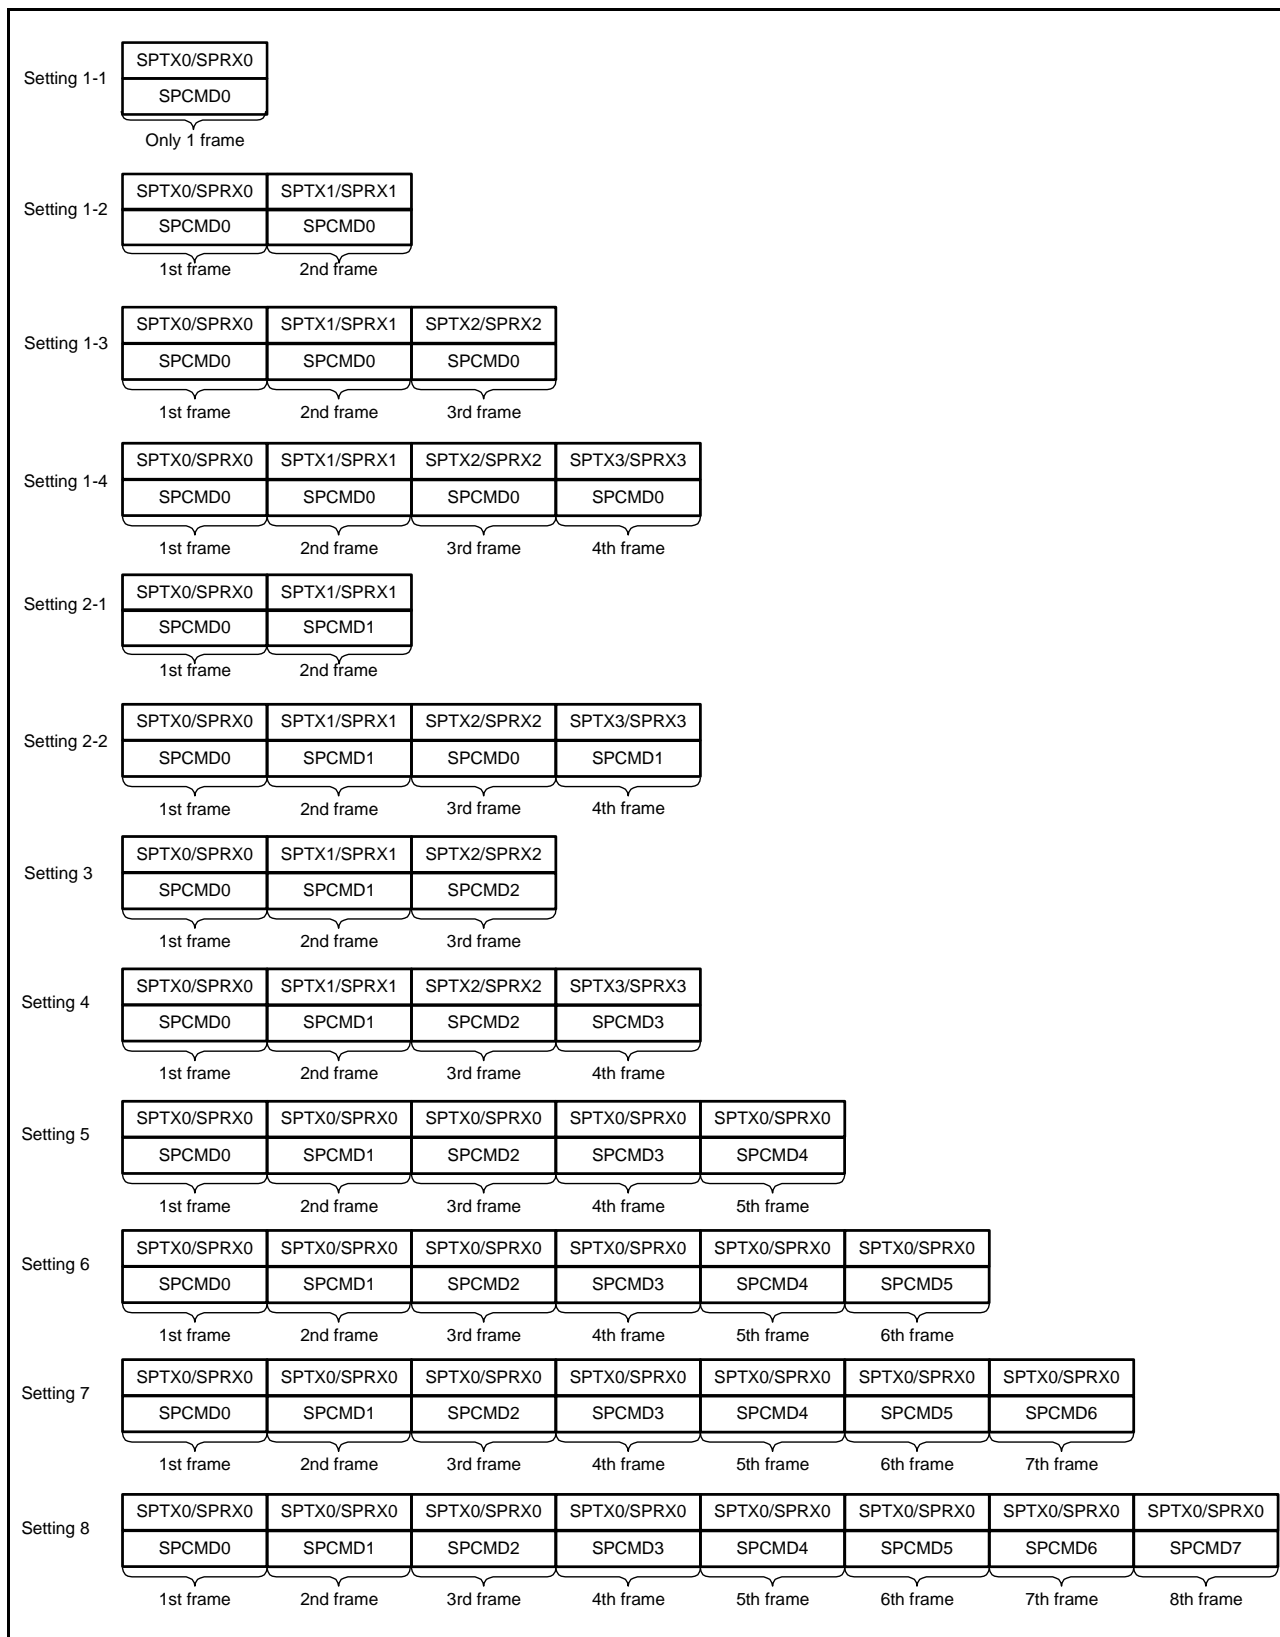 SPTX0/SPRX0
Setting 1-1
SPCMD0
Only 1 frame
SPTX0/SPRX0 SPTX1/SPRX1
Setting 1-2
SPCMD0 SPCMD0
1st frame 2nd frame
SPTX0/SPRX0 SPTX1/SPRX1 SPTX2/SPRX2
Setting 1-3
SPCMD0 SPCMD0 SPCMD0
1st frame 2nd frame 3rd frame
SPTX0/SPRX0 SPTX1/SPRX1 SPTX2/SPRX2 SPTX3/SPRX3
Setting 1-4
SPCMD0 SPCMD0 SPCMD0 SPCMD0
1st frame 2nd frame 3rd frame 4th frame
SPTX0/SPRX0 SPTX1/SPRX1
Setting 2-1
SPCMD0 SPCMD1
1st frame 2nd frame
SPTX0/SPRX0 SPTX1/SPRX1 SPTX2/SPRX2 SPTX3/SPRX3
Setting 2-2
SPCMD0 SPCMD1 SPCMD0 SPCMD1
1st frame 2nd frame 3rd frame 4th frame
SPTX0/SPRX0 SPTX1/SPRX1 SPTX2/SPRX2
Setting 3
SPCMD0 SPCMD1 SPCMD2
1st frame 2nd frame 3rd frame
SPTX0/SPRX0 SPTX1/SPRX1 SPTX2/SPRX2 SPTX3/SPRX3
Setting 4
SPCMD0 SPCMD1 SPCMD2 SPCMD3
1st frame 2nd frame 3rd frame 4th frame
SPTX0/SPRX0 SPTX0/SPRX0 SPTX0/SPRX0 SPTX0/SPRX0 SPTX0/SPRX0
Setting 5
SPCMD0 SPCMD1 SPCMD2 SPCMD3 SPCMD4
1st frame 2nd frame 3rd frame 4th frame 5th frame
SPTX0/SPRX0 SPTX0/SPRX0 SPTX0/SPRX0 SPTX0/SPRX0 SPTX0/SPRX0 SPTX0/SPRX0
Setting 6
SPCMD0 SPCMD1 SPCMD2 SPCMD3 SPCMD4 SPCMD5
1st frame 2nd frame 3rd frame 4th frame 5th frame 6th frame
SPTX0/SPRX0 SPTX0/SPRX0 SPTX0/SPRX0 SPTX0/SPRX0 SPTX0/SPRX0 SPTX0/SPRX0 SPTX0/SPRX0
Setting 7
SPCMD0 SPCMD1 SPCMD2 SPCMD3 SPCMD4 SPCMD5 SPCMD6
1st frame 2nd frame 3rd frame 4th frame 5th frame 6th frame 7th frame
SPTX0/SPRX0 SPTX0/SPRX0 SPTX0/SPRX0 SPTX0/SPRX0 SPTX0/SPRX0 SPTX0/SPRX0 SPTX0/SPRX0 SPTX0/SPRX0
Setting 8
SPCMD0 SPCMD1 SPCMD2 SPCMD3 SPCMD4 SPCMD5 SPCMD6 SPCMD7
1st frame 2nd frame 3rd frame 4th frame 5th frame 6th frame 7th frame 8th frame